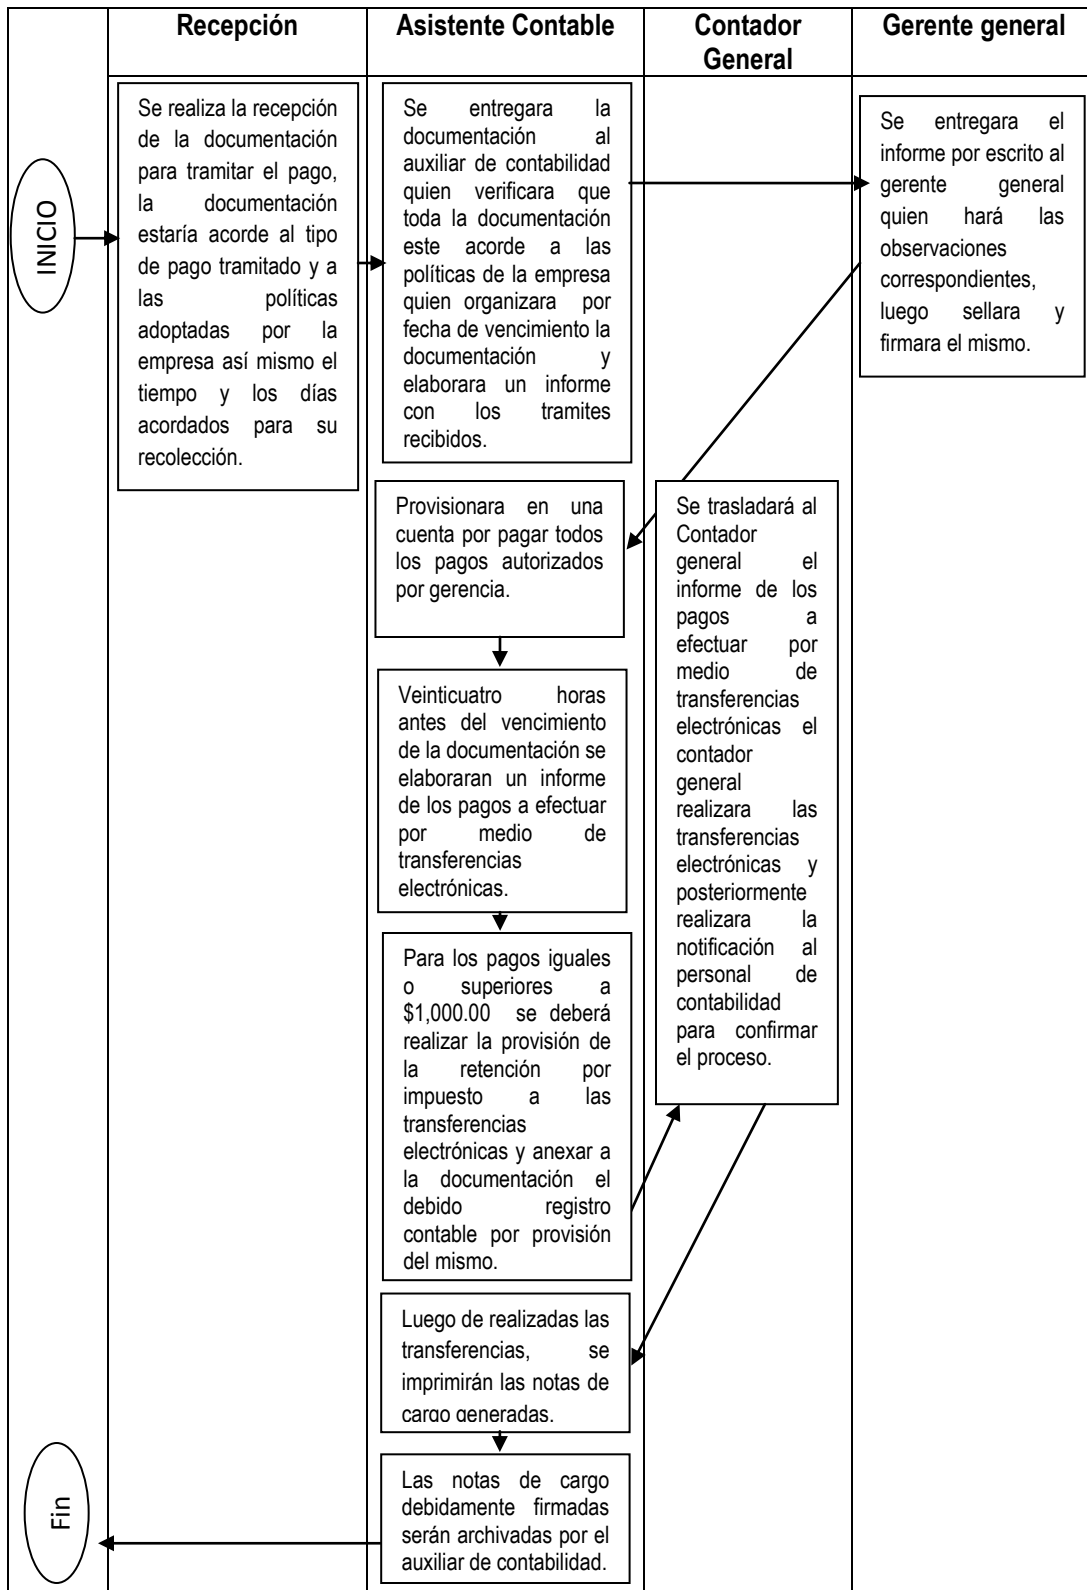 Recepción
Asistente Contable
Contador
General
Gerente general
INICIO
Se realiza la recepción
de la documentación
para tramitar el pago,
la documentación
estaría acorde al tipo
de pago tramitado y a
las políticas
adoptadas por la
empresa así mismo el
tiempo y los días
acordados para su
recolección.
Se entregara la
documentación al
auxiliar de contabilidad
quien verificara que
toda la documentación
este acorde a las
políticas de la empresa
quien organizara por
fecha de vencimiento la
documentación y
elaborara un informe
con los tramites
recibidos.
Se entregara el
informe por escrito al
gerente general
quien hará las
observaciones
correspondientes,
luego sellara y
firmara el mismo.
Provisionara en una
cuenta por pagar todos
los pagos autorizados
por gerencia.
Veinticuatro horas
antes del vencimiento
de la documentación se
elaboraran un informe
de los pagos a efectuar
por medio de
transferencias
electrónicas.
Para los pagos iguales
o superiores a
$1,000.00 se deberá
realizar la provisión de
la retención por
impuesto a las
transferencias
electrónicas y anexar a
la documentación el
debido registro
contable por provisión
del mismo.
Se trasladará al
Contador
general el
informe de los
pagos a
efectuar por
medio de
transferencias
electrónicas el
contador
general
realizara las
transferencias
electrónicas y
posteriormente
realizara la
notificación al
personal de
contabilidad
para confirmar
el proceso.
Luego de realizadas las
transferencias, se
imprimirán las notas de
cargo generadas.
Las notas de cargo
debidamente firmadas
serán archivadas por el
auxiliar de contabilidad.
Fin